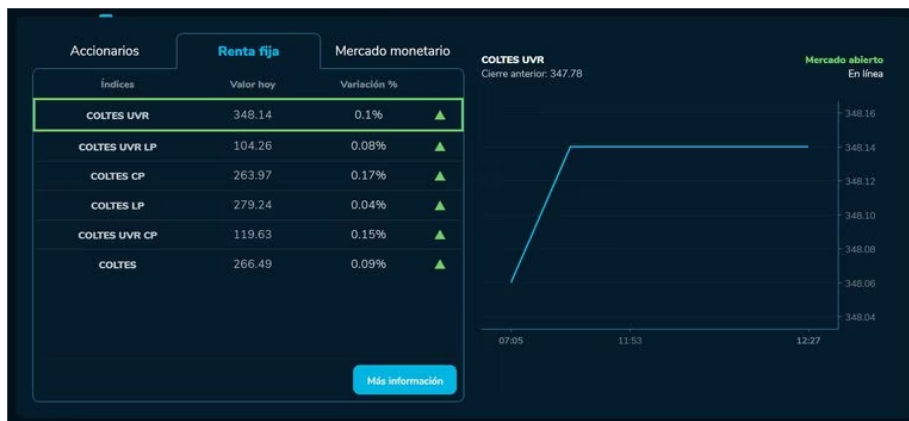 Accionarios Renta fija Mercado monetario
Índices Valor hoy Variación %
COLTES UVR 348.14 0.1%
COLTES UVR LP 104.26 0.08%
COLTES CP 263.97 0.17%
COLTES LP 279.24 0.04%
COLTES UVR CP 119.63 0.15%
COLTES 266.49 0.09%
Más información
COLTES UVR Mercado abierto
Cierre anterior: 347.78 En línea
348.16
348.14
348.12
348.10
348.08
348.06
348.04
07:05 11:53 12:27